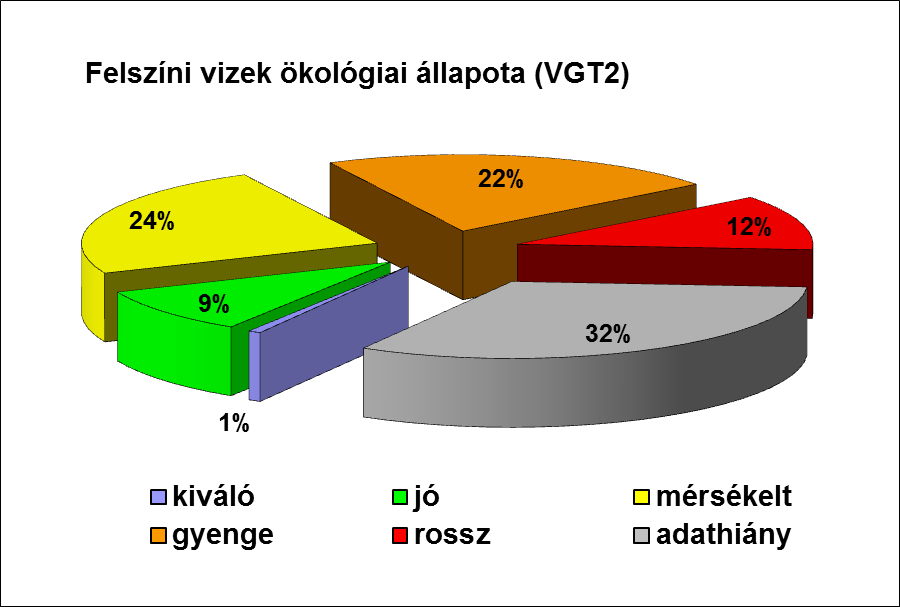 Felszíni vizek ökológiai állapota (VGT2)
22%
24%
12%
9%
32%
1%
kiváló jó mérsékelt
gyenge rossz adathiány